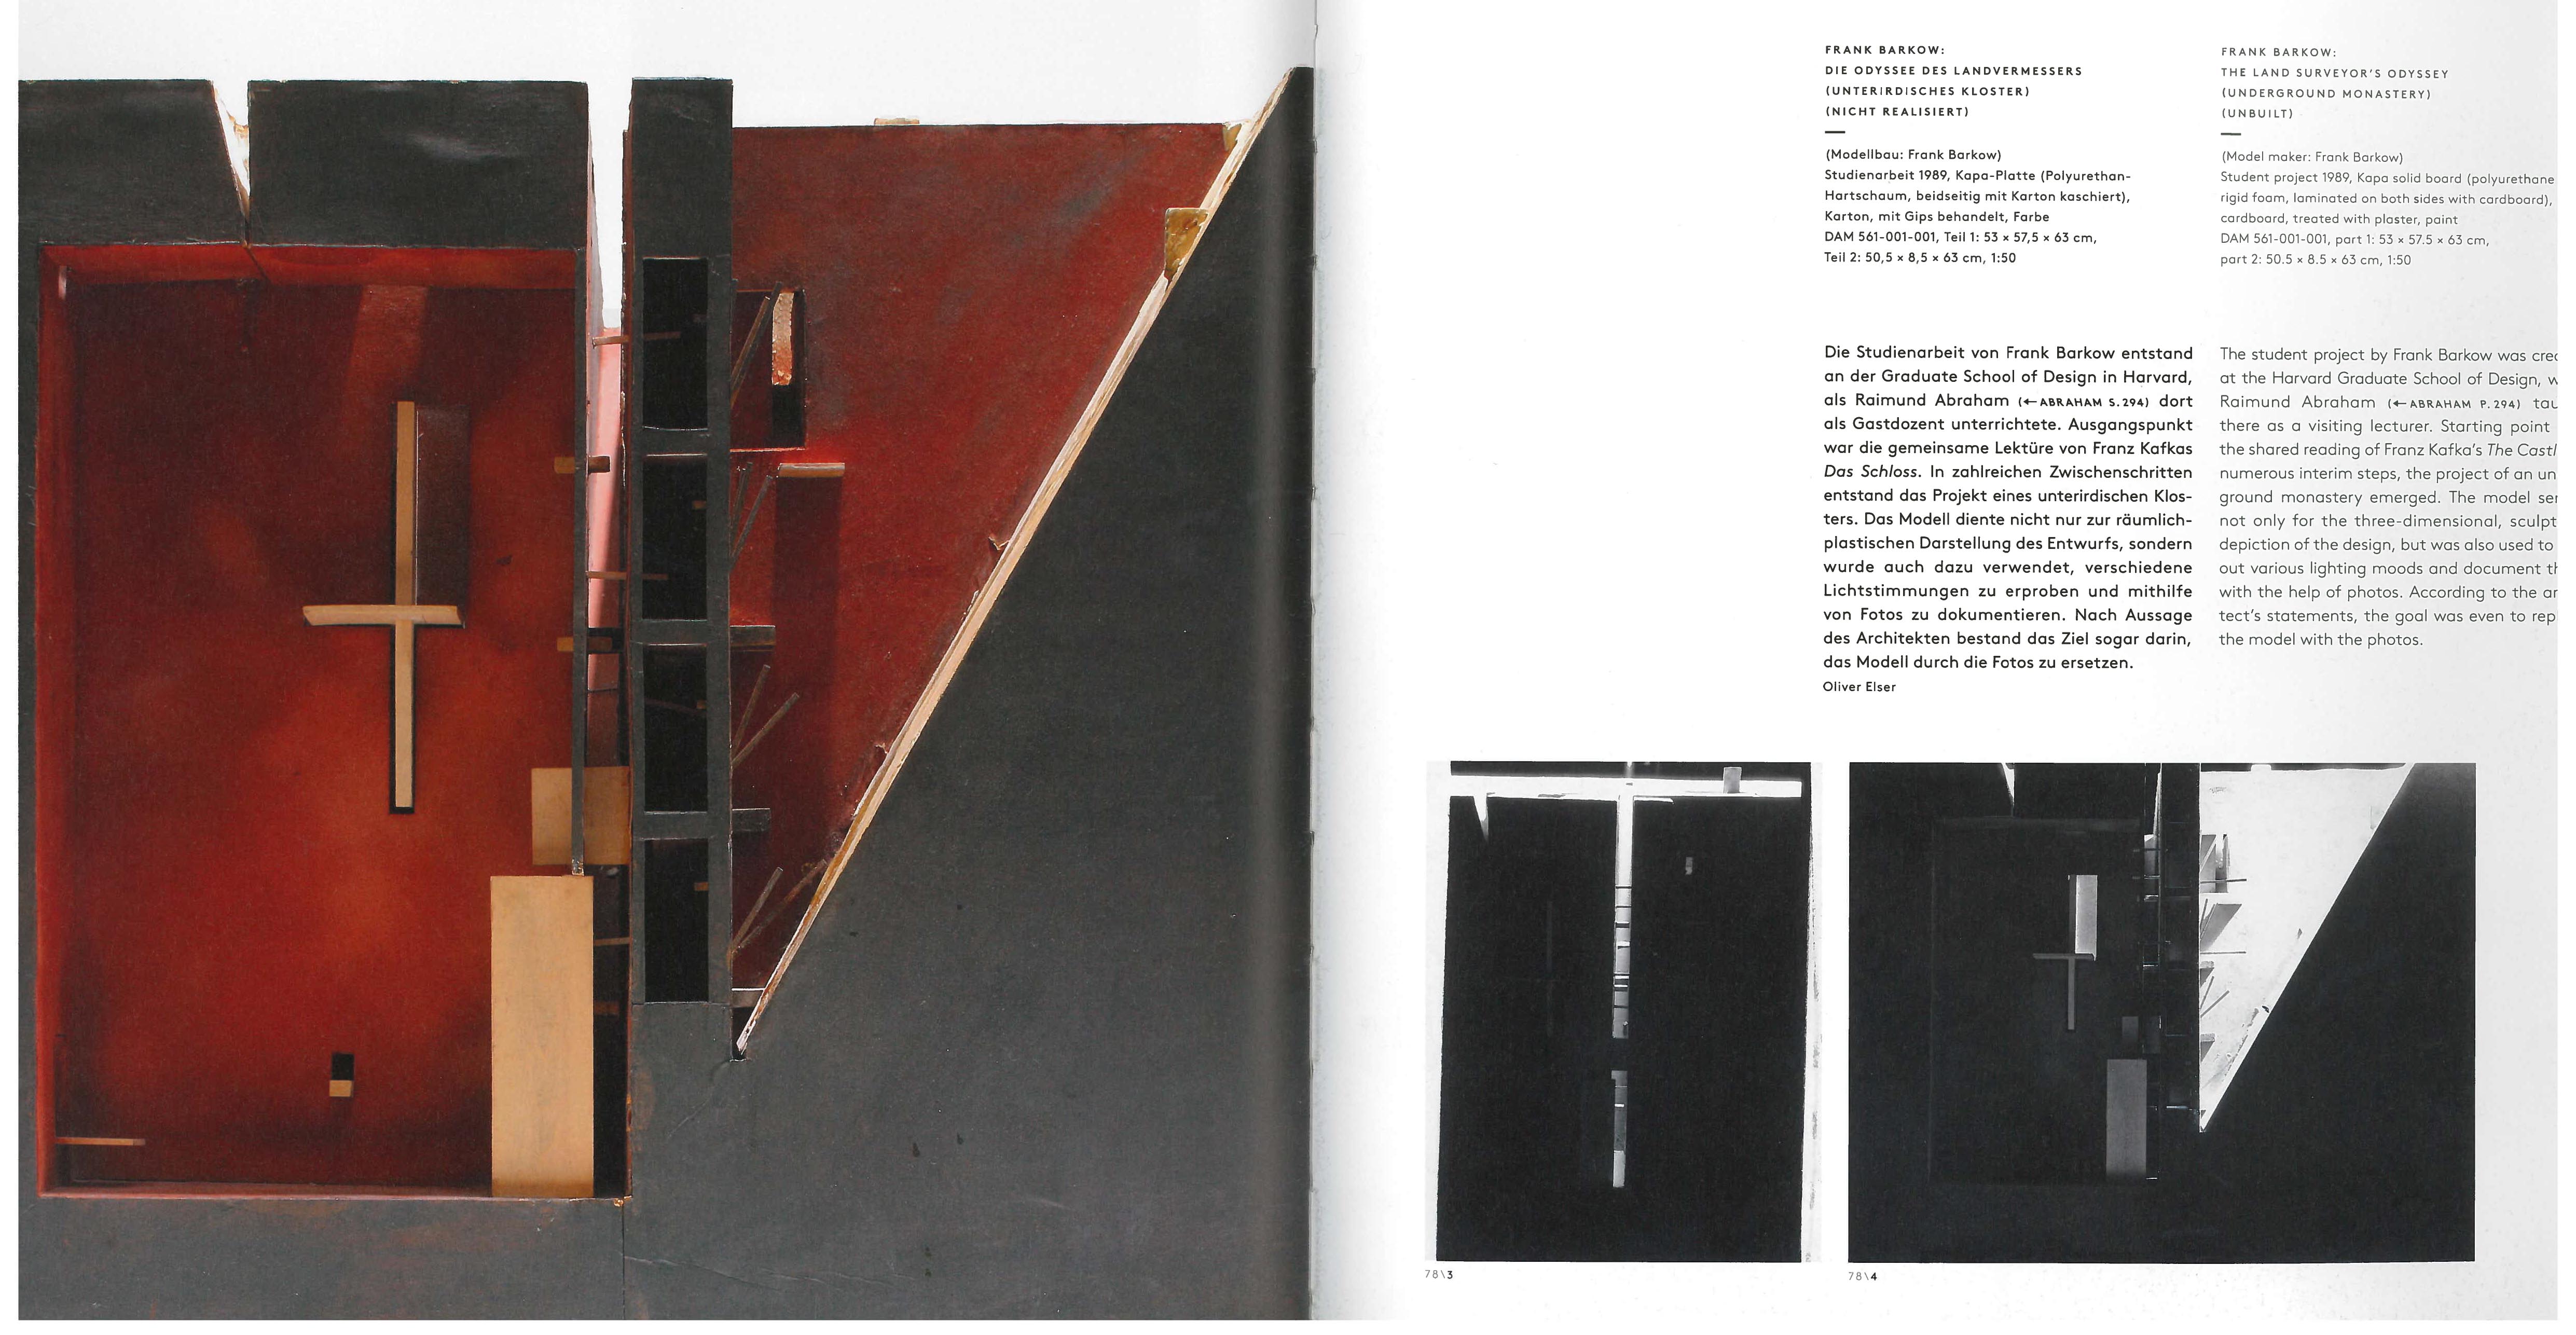 FRANK BARKOW:
DIE ODYSSEE DES LANDVERMESSERS
(UNTERIRDISCHES KLOSTER)
(NICHT REALISIERT)
(Modellbau: Frank Barkow)
Studienarbeit 1989, Kapa-Platte (Polyurethan-
Hartschaum, beidseitig mit Karton kaschiert),
Karton, mit Gips behandelt, Farbe
DAM 561-001-001, Teil 1: 53 × 57,5 × 63 cm,
Teil 2: 50,5 × 8,5 × 63 cm, 1:50
Die Studienarbeit von Frank Barkow entstand
an der Graduate School of Design in Harvard,
als Raimund Abraham (←ABRAHAM S. 294) dort
als Gastdozent unterrichtete. Ausgangspunkt
war die gemeinsame Lektüre von Franz Kafkas
Das Schloss. In zahlreichen Zwischenschritten
entstand das Projekt eines unterirdischen Klos-
ters. Das Modell diente nicht nur zur räumlich-
plastischen Darstellung des Entwurfs, sondern
wurde auch dazu verwendet, verschiedene
Lichtstimmungen zu erproben und mithilfe
von Fotos zu dokumentieren. Nach Aussage
des Architekten bestand das Ziel sogar darin,
das Modell durch die Fotos zu ersetzen.
Oliver Elser
FRANK BARKOW:
THE LAND SURVEYOR'S ODYSSEY
(UNDERGROUND MONASTERY)
(UNBUILT)
(Model maker: Frank Barkow)
Student project 1989, Kapa solid board (polyurethane
rigid foam, laminated on both sides with cardboard),
cardboard, treated with plaster, paint
DAM 561-001-001, part 1: 53 × 57.5 × 63 cm,
part 2: 50.5 × 8.5 × 63 cm, 1:50
The student project by Frank Barkow was
at the Harvard Graduate School of Design,
Raimund Abraham (←ABRAHAM P. 294)
there as a visiting lecturer. Starting point
the shared reading of Franz Kafka's The
numerous interim steps, the project of an
ground monastery emerged. The model
not only for the three-dimensional,
depiction of the design, but was also used to
out various lighting moods and document
with the help of photos. According to the
tect's statements, the goal was even to
the model with the photos.
78\3
78\4